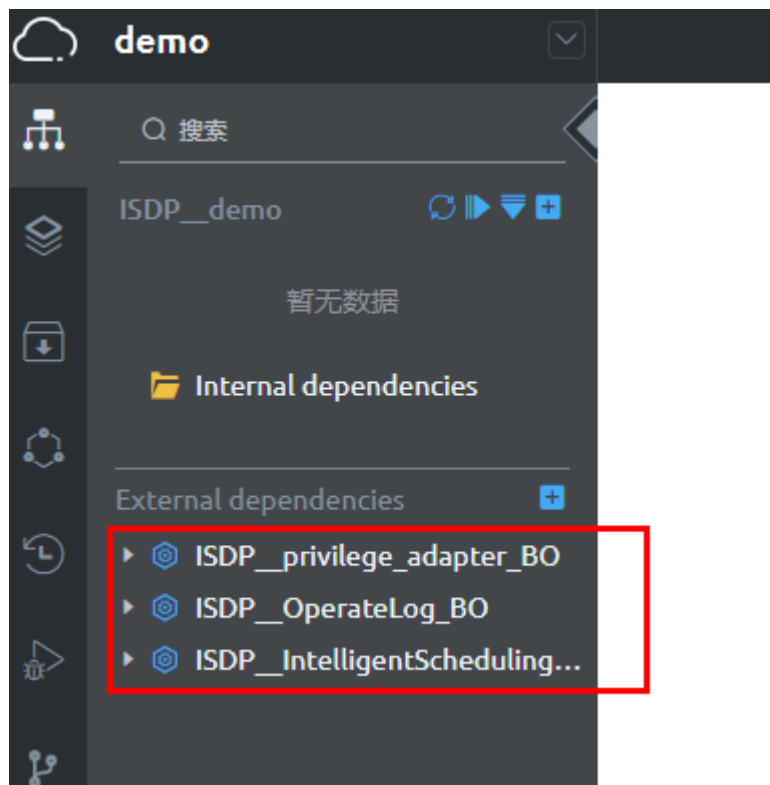 demo
搜索
ISDP__demo
暂无数据
Internal dependencies
External dependencies
ISDP__privilege_adapter_BO
ISDP__OperateLog_BO
ISDP__IntelligentScheduling...